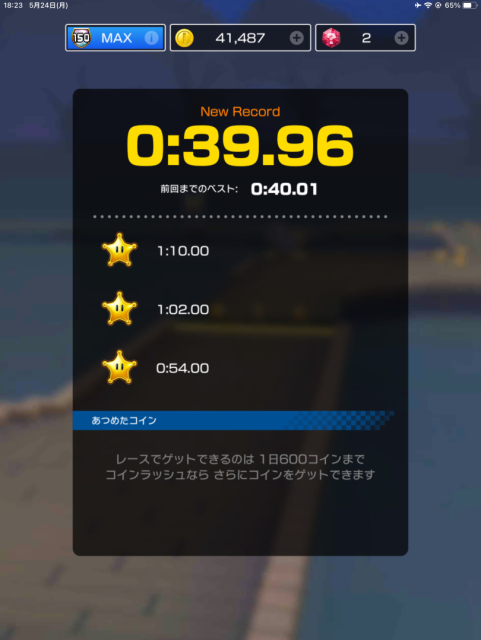 18:23 5月24日(月) 65%
150 MAX i 41,487 + 2 +
New Record
0:39.96
前回までのベスト: 0:40.01
1:10.00
1:02.00
0:54.00
あつめたコイン
レースでゲットできるのは 1日600コインまで
コインラッシュなら さらにコインをゲットできます